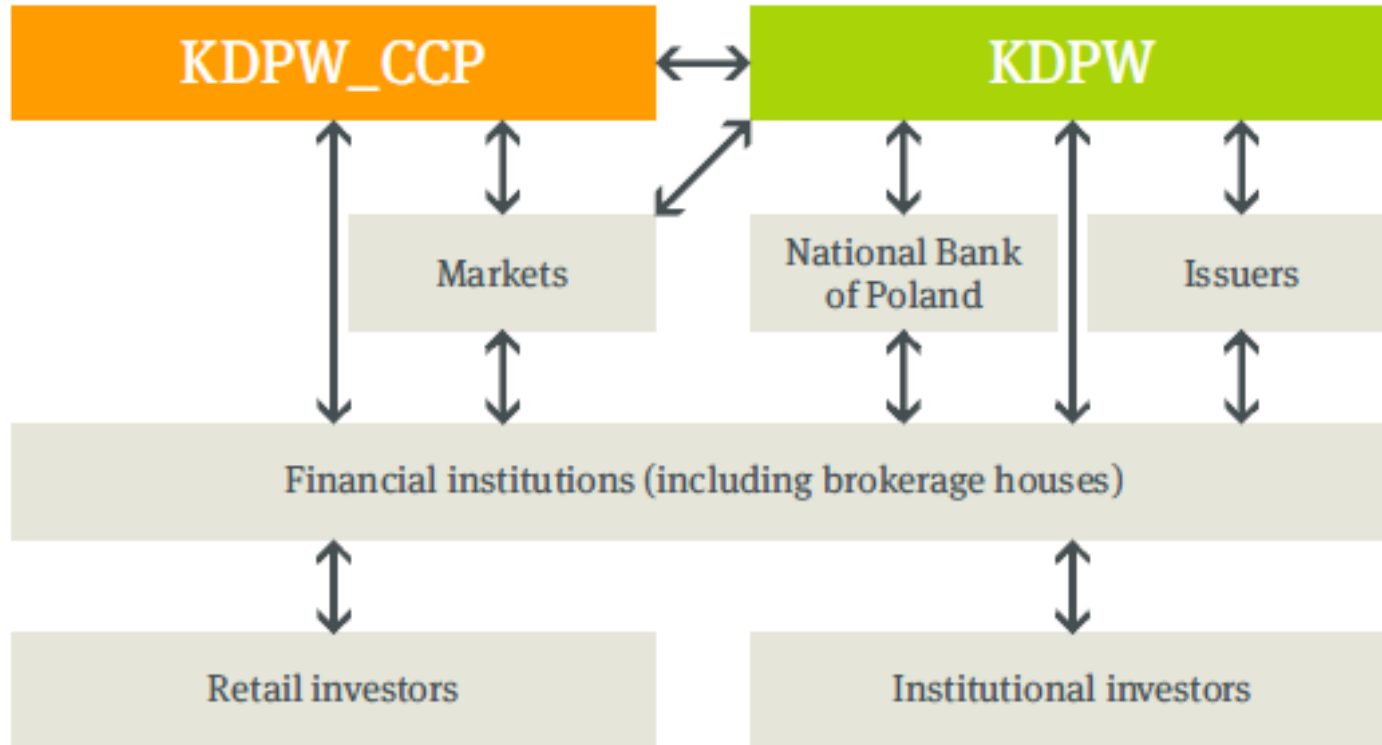 KDPW_CCP
KDPW
Markets
National Bank
of Poland
Issuers
Financial institutions (including brokerage houses)
Retail investors
Institutional investors